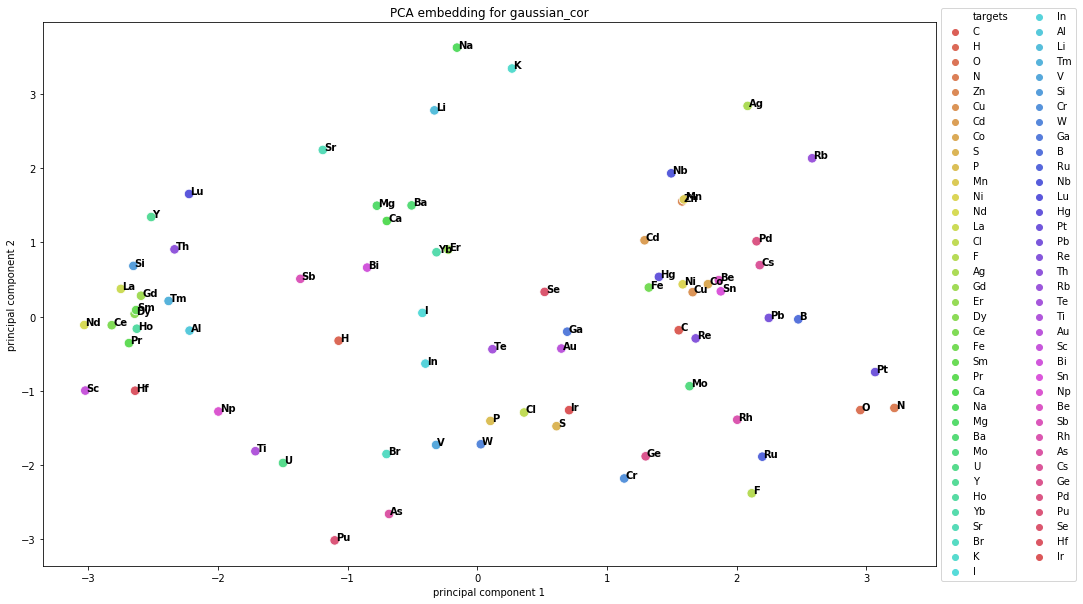 PCA embedding for gaussian_cor
Na
K
Li
Ag
Sr
Rb
Nb
Lu
Mn
Zn
Mg
Ba
Y
Ca
Cd
Pd
Th
Er
Yb
Si
Bi
Cs
Sb
Hg
Be
La
Gd
Fe
Ni
Co
Cu
Sn
Se
Tm
Sm
Dy
I
Pb
B
Nd
Ce
Ho
Al
Ga
C
Re
Pr
H
Te
Au
In
Pt
Mo
Sc
Hf
Np
Cl
Ir
O
N
P
S
Rh
Ti
V
W
U
Br
Ge
Ru
Cr
F
As
Pu
3
2
1
0
−1
−2
−3
principal component 2
−3
−2
−1
0
1
2
3
principal component 1
targets
C
H
O
N
Zn
Cu
Cd
Co
S
P
Mn
Ni
Nd
La
Cl
F
Ag
Gd
Er
Dy
Ce
Fe
Sm
Pr
Ca
Na
Mg
Ba
Mo
U
Y
Ho
Yb
Sr
Br
K
I
In
Al
Li
Tm
V
Si
Cr
W
Ga
B
Ru
Nb
Lu
Hg
Pt
Pb
Re
Th
Rb
Te
Ti
Au
Sc
Bi
Sn
Np
Be
Sb
Rh
As
Cs
Ge
Pd
Pu
Se
Hf
Ir